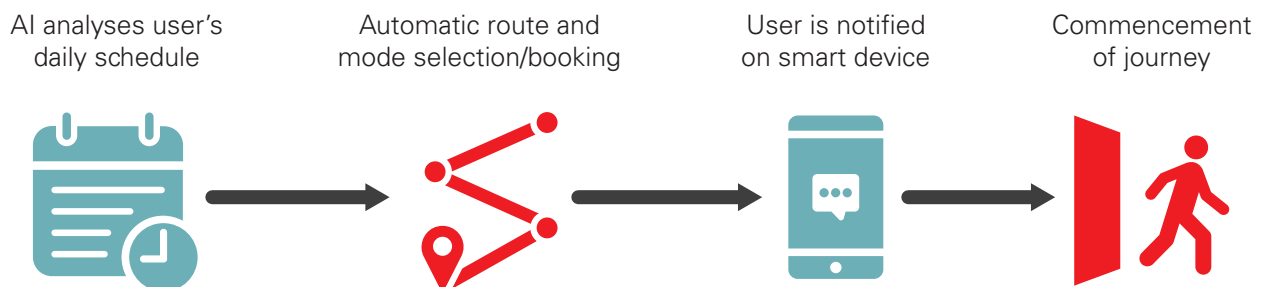 AI analyses user's
daily schedule
Automatic route and
mode selection/booking
User is notified
on smart device
Commencement
of journey